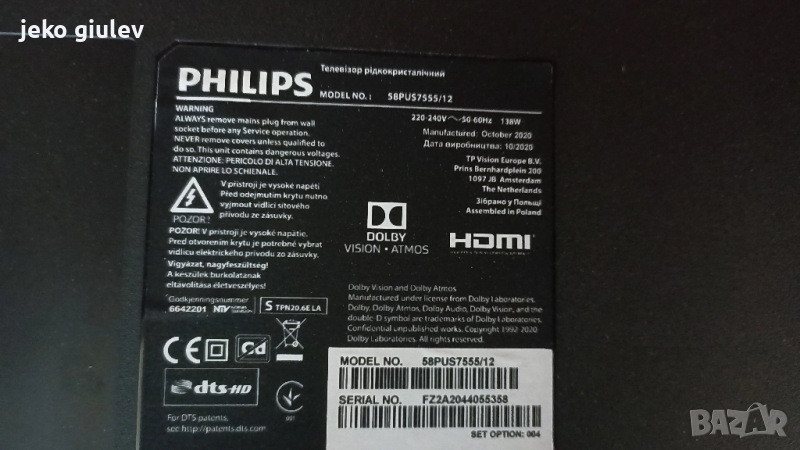 jeko giulev
PHILIPS
Телевізор рідкокристалічний
MODEL NO.: 58PUS7555/12
220-240V～50-60Hz 138W
WARNING
ALWAYS remove mains plug from wall
socket before any Service operation.
NEVER remove covers unless qualified to
do so. This unit contains dangerous voltages.
ATTENZIONE: PERICOLO DI ALTA TENSIONE.
NON APRIRE LO SCHIENALE.
Manufactured: October 2020
Дата виробництва: 10/2020
TP Vision Europe B.V.
Prins Bernhardplein 200
1097 JB Amsterdam
The Netherlands
Зібрано у Польщі
Assembled in Poland
V přístroji je vysoké napětí
Před odejmutím krytu nutno
vyjmout vidlici síťového
přívodu ze zásuvky.
POZOR!
POZOR! V prístroji je vysoké napätie.
Pred otvorením krytu je potrebné vybrat
vidlicu elektrického prívodu zo zásuvky.
Vigyázat, nagyfeszültség!
A keszülek burkolatanak
eltávolitása életveszélyes!
DOLBY
VISION • ATMOS
HDMI
Godkjenningsnummer
6642201 NTV
S TPN20.6E LA
Dolby Vision and Dolby Atmos
Manufactured under license from Dolby Laboratories.
Dolby, Dolby Atmos, Dolby Audio, Dolby Vision, and the
double-D symbol are trademarks of Dolby Laboratories.
Confidential unpublished works. Copyright 1992-2020
Dolby Laboratories. All rights reserved.
CE
dts-HD
For DTS patents,
see http://patents.dts.com
MODEL NO. 58PUS7555/12
SERIAL NO. FZ2A2044055358
SET OPTION: 004
BAZAR